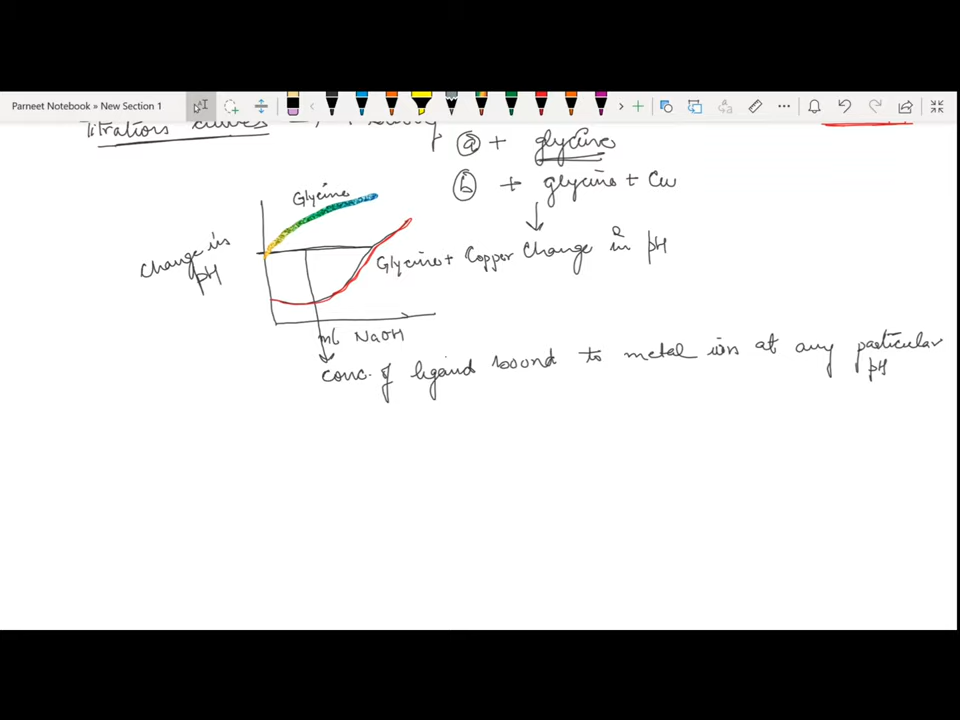 Parneet Notebook » New Section 1
Titrations curves
(a) + glycine
(b) + glycine + Cu
Glycine
Change in pH
Change in
pH
Glycine + Copper
ml NaOH
conc. of ligand bound to metal ion at any particular
pH